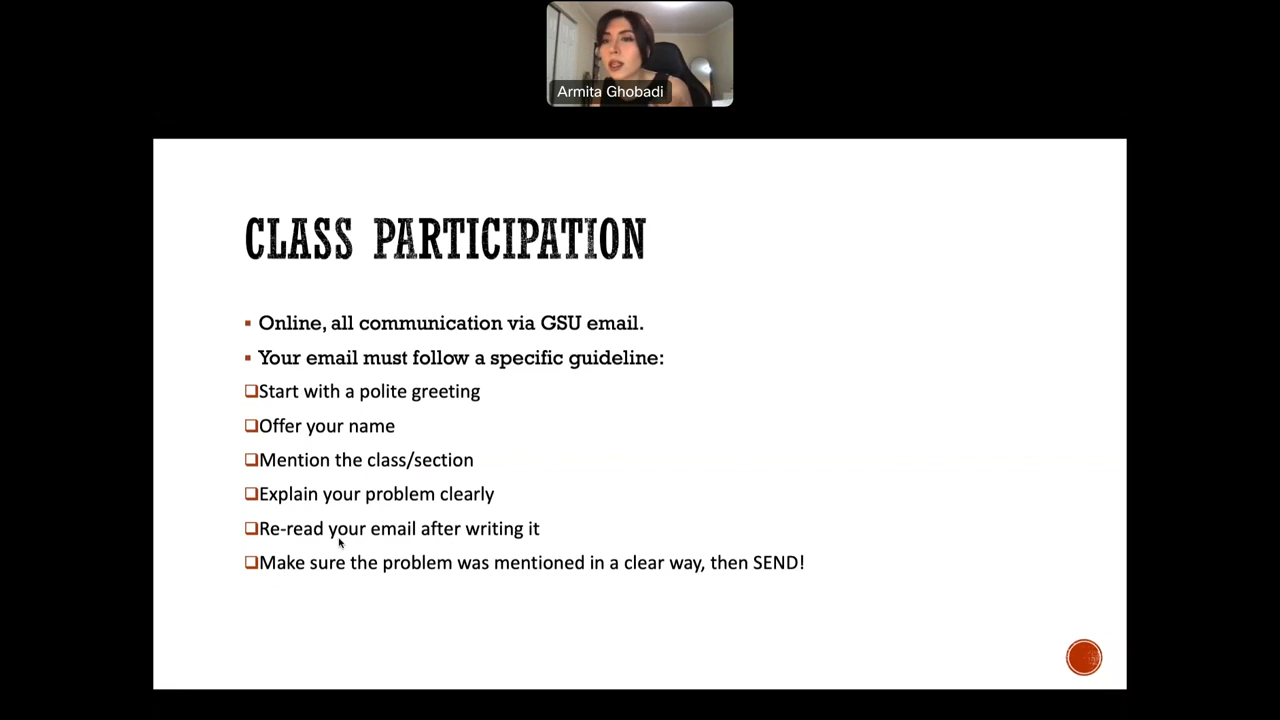 Armita Ghobadi
CLASS PARTICIPATION
Online, all communication via GSU email.
Your email must follow a specific guideline:
Start with a polite greeting
Offer your name
Mention the class/section
Explain your problem clearly
Re-read your email after writing it
Make sure the problem was mentioned in a clear way, then SEND!